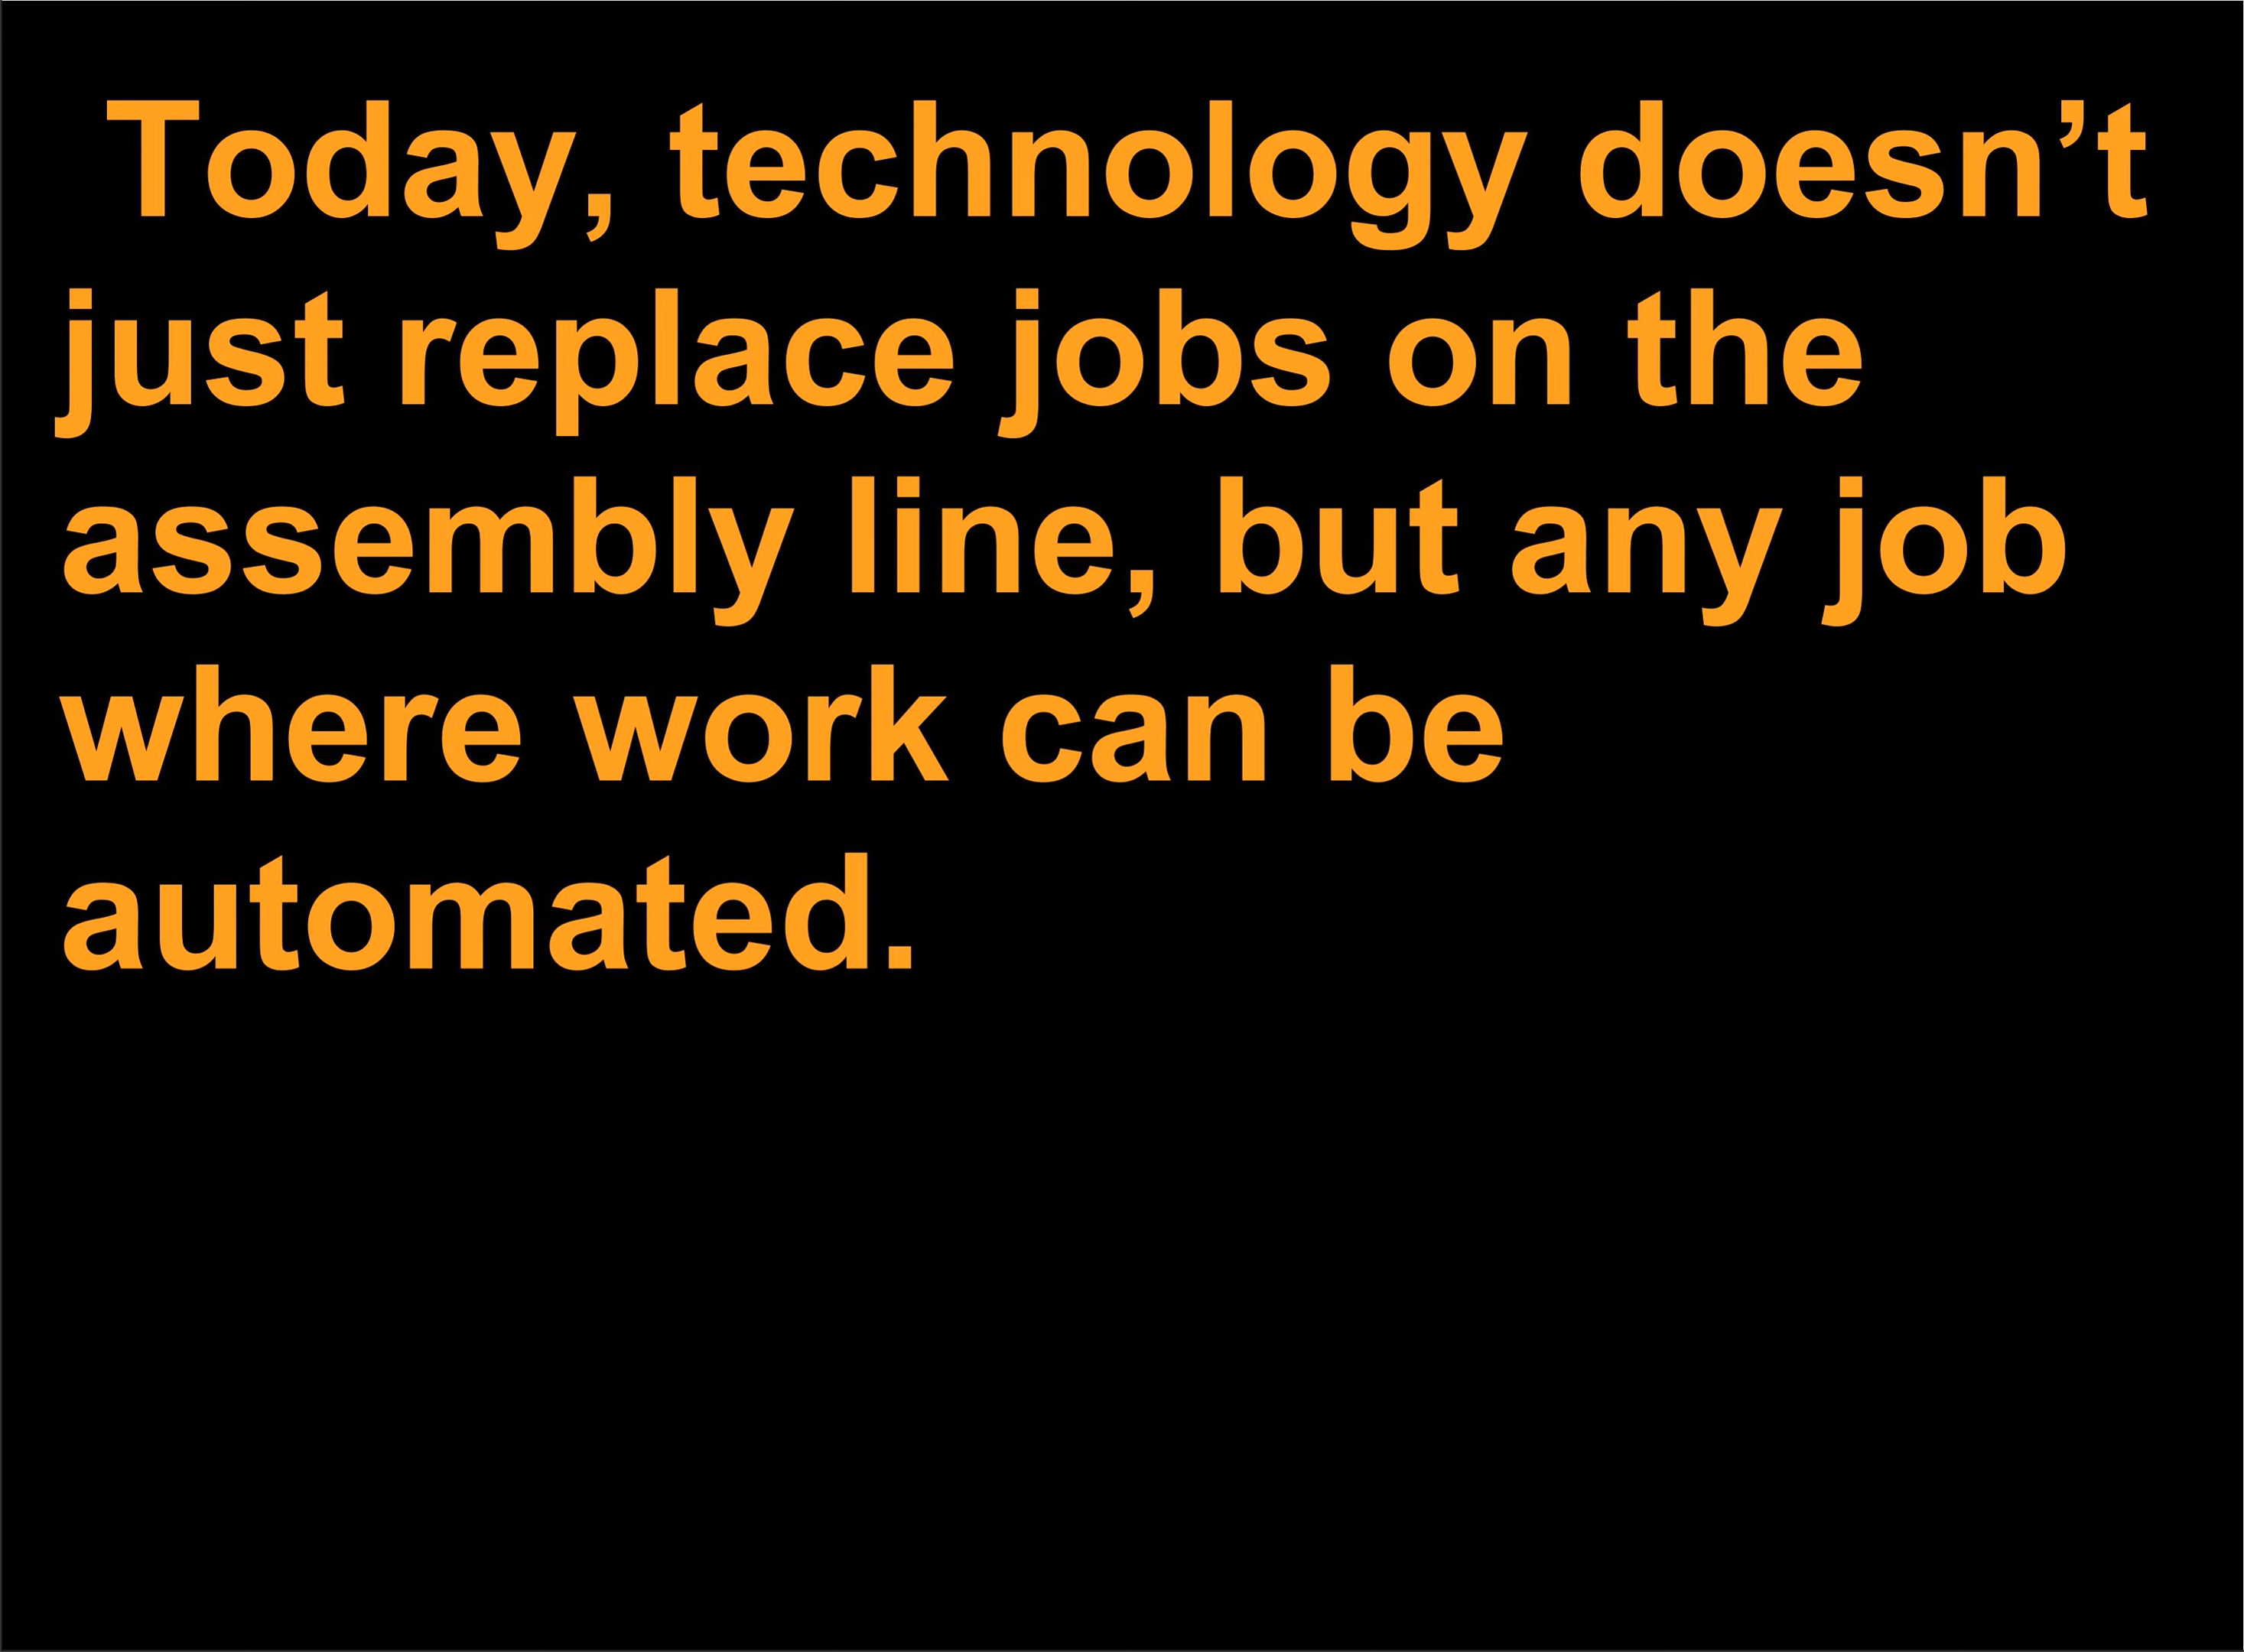 Today, technology doesn’t
just replace jobs on the
assembly line, but any job
where work can be
automated.